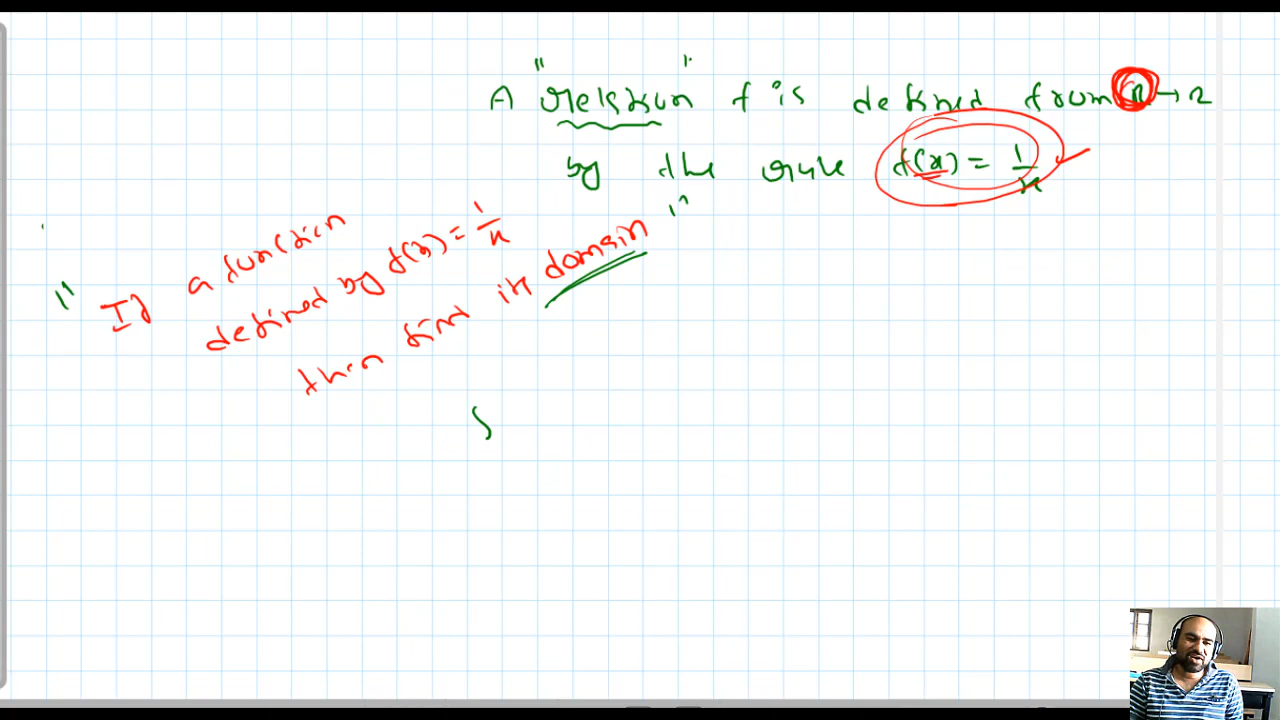 A "relation" f is defined from R → R
by the rule f(x) = 1/x
" If a function
defined by f(x) = 1/x
then find its domain "